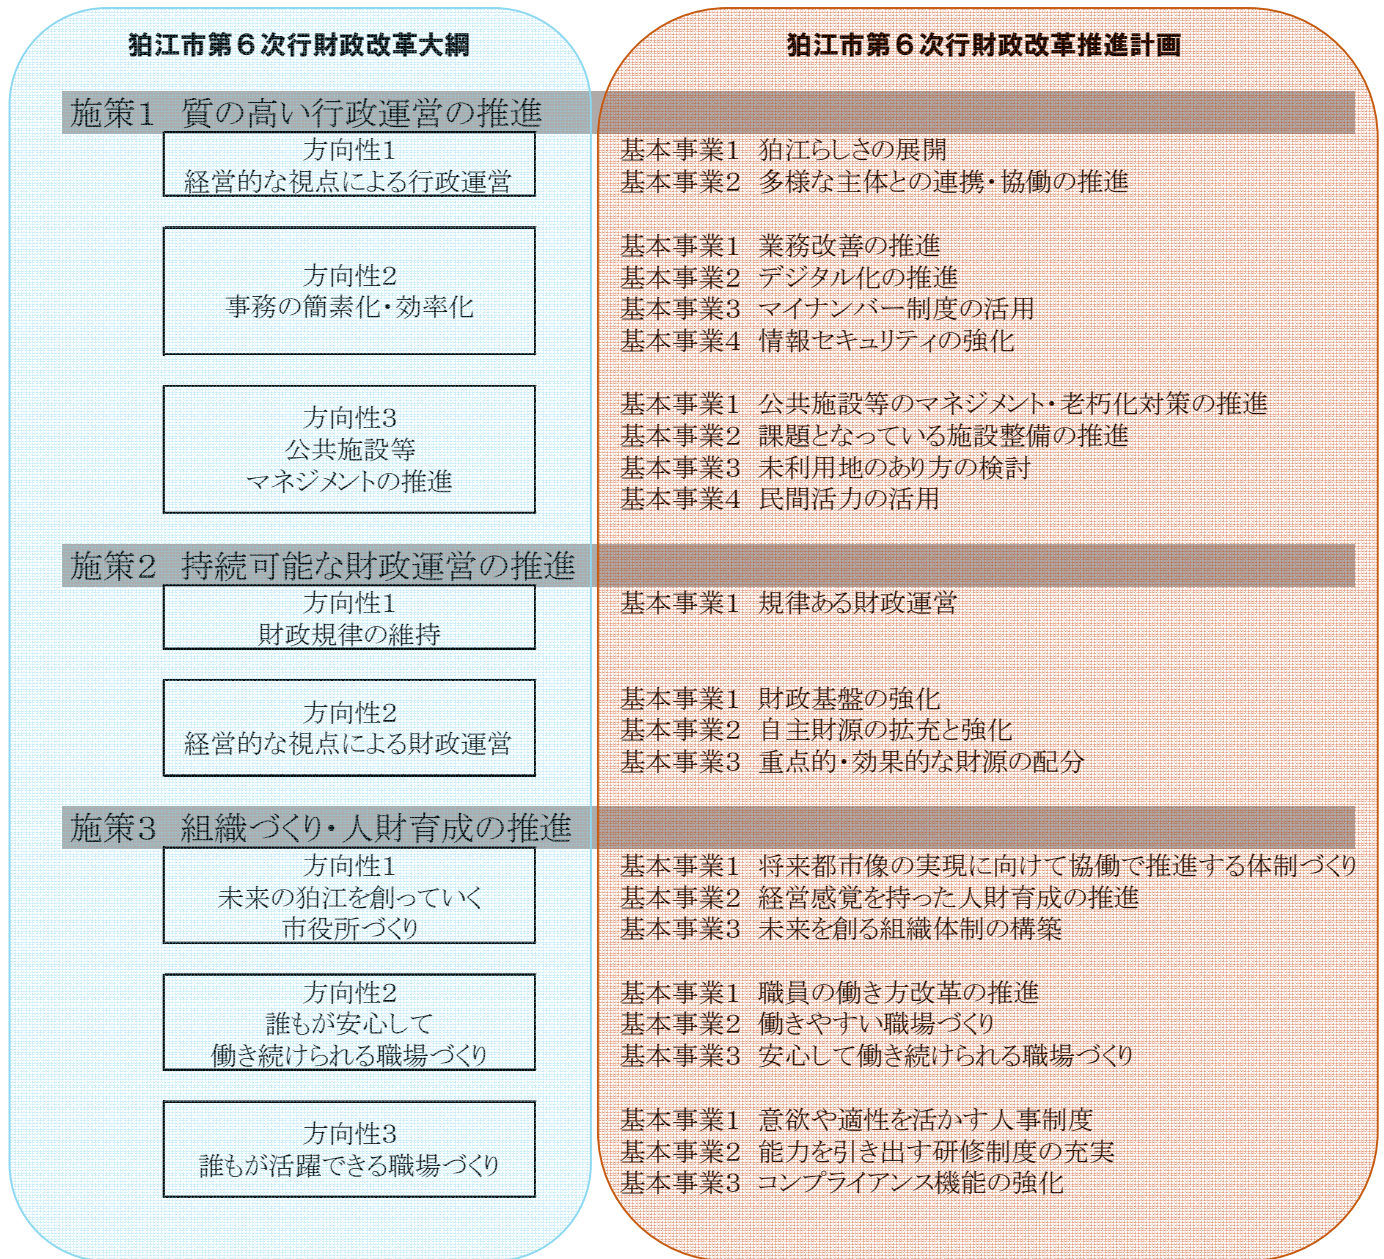 狛江市第６次行財政改革大綱
狛江市第６次行財政改革推進計画
施策１　質の高い行政運営の推進
方向性１
経営的な視点による行政運営
基本事業１　狛江らしさの展開
基本事業２　多様な主体との連携・協働の推進
方向性２
事務の簡素化・効率化
基本事業１　業務改善の推進
基本事業２　デジタル化の推進
基本事業３　マイナンバー制度の活用
基本事業４　情報セキュリティの強化
方向性３
公共施設等
マネジメントの推進
基本事業１　公共施設等のマネジメント・老朽化対策の推進
基本事業２　課題となっている施設整備の推進
基本事業３　未利用地のあり方の検討
基本事業４　民間活力の活用
施策２　持続可能な財政運営の推進
方向性１
財政規律の維持
基本事業１　規律ある財政運営
方向性２
経営的な視点による財政運営
基本事業１　財政基盤の強化
基本事業２　自主財源の拡充と強化
基本事業３　重点的・効果的な財源の配分
施策３　組織づくり・人財育成の推進
方向性１
未来の狛江を創っていく
市役所づくり
基本事業１　将来都市像の実現に向けて協働で推進する体制づくり
基本事業２　経営感覚を持った人財育成の推進
基本事業３　未来を創る組織体制の構築
方向性２
誰もが安心して
働き続けられる職場づくり
基本事業１　職員の働き方改革の推進
基本事業２　働きやすい職場づくり
基本事業３　安心して働き続けられる職場づくり
方向性３
誰もが活躍できる職場づくり
基本事業１　意欲や適性を活かす人事制度
基本事業２　能力を引き出す研修制度の充実
基本事業３　コンプライアンス機能の強化